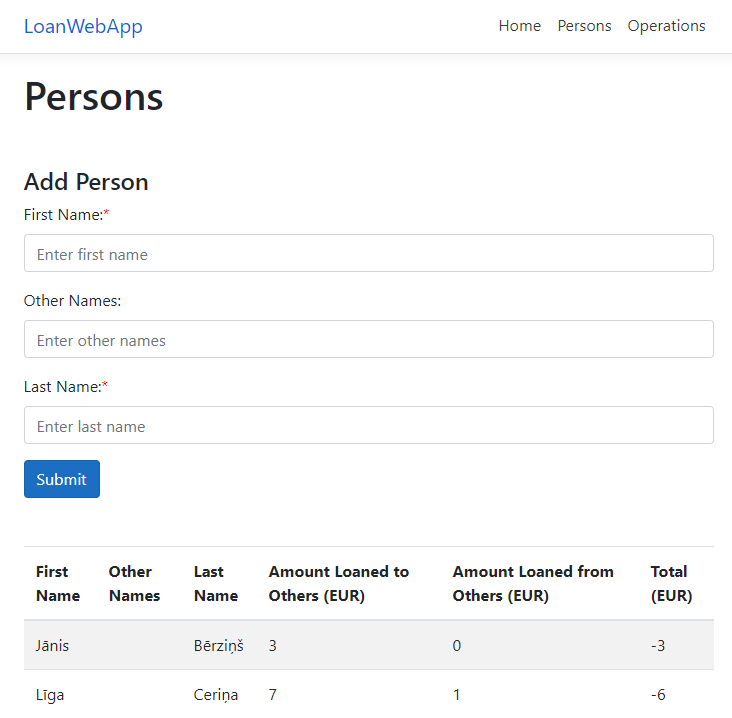 LoanWebApp Home Persons Operations
Persons
Add Person
First Name:*
Enter first name
Other Names:
Enter other names
Last Name:*
Enter last name
Submit
First Name Other Names Last Name Amount Loaned to Others (EUR) Amount Loaned from Others (EUR) Total (EUR)
Jānis Bērziņš 3 0 -3
Līga Ceriņa 7 1 -6